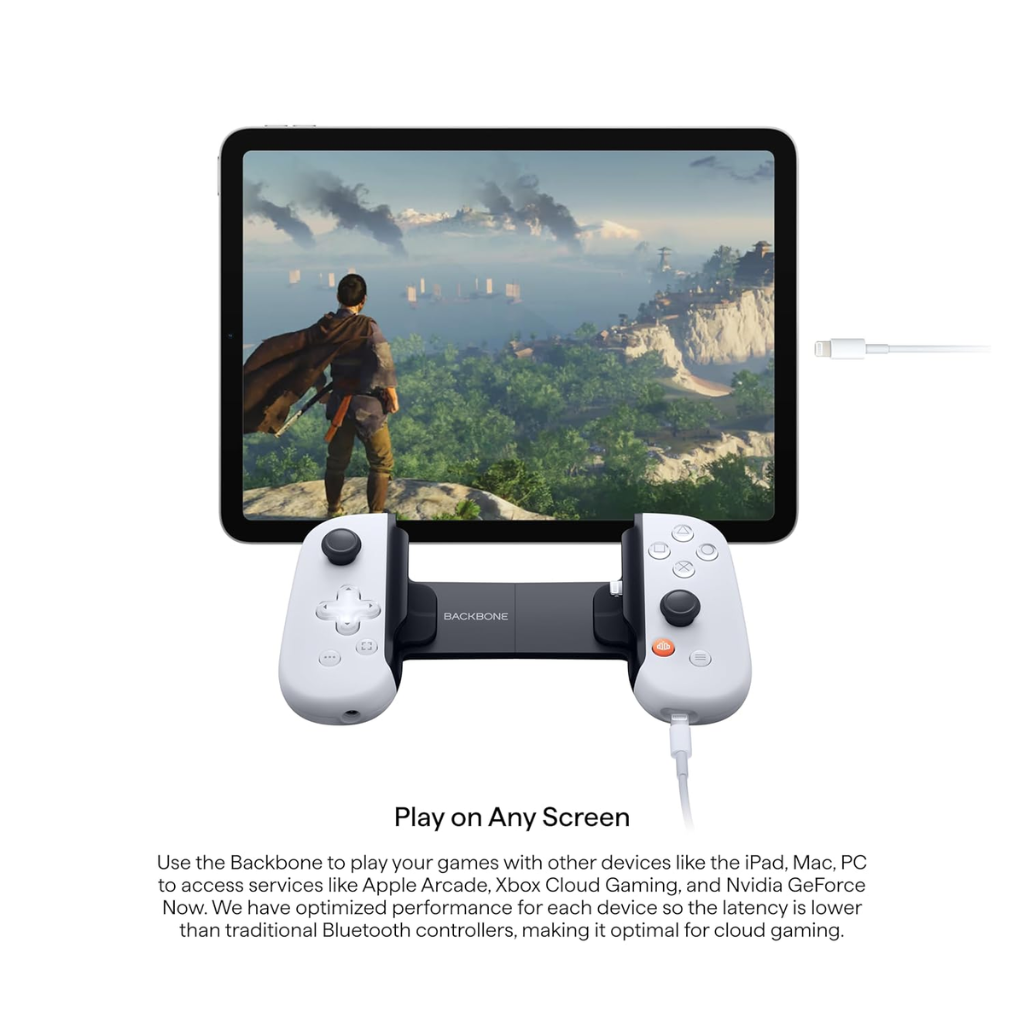 BACKBONE
Play on Any Screen
Use the Backbone to play your games with other devices like the iPad, Mac, PC
to access services like Apple Arcade, Xbox Cloud Gaming, and Nvidia GeForce
Now. We have optimized performance for each device so the latency is lower
than traditional Bluetooth controllers, making it optimal for cloud gaming.